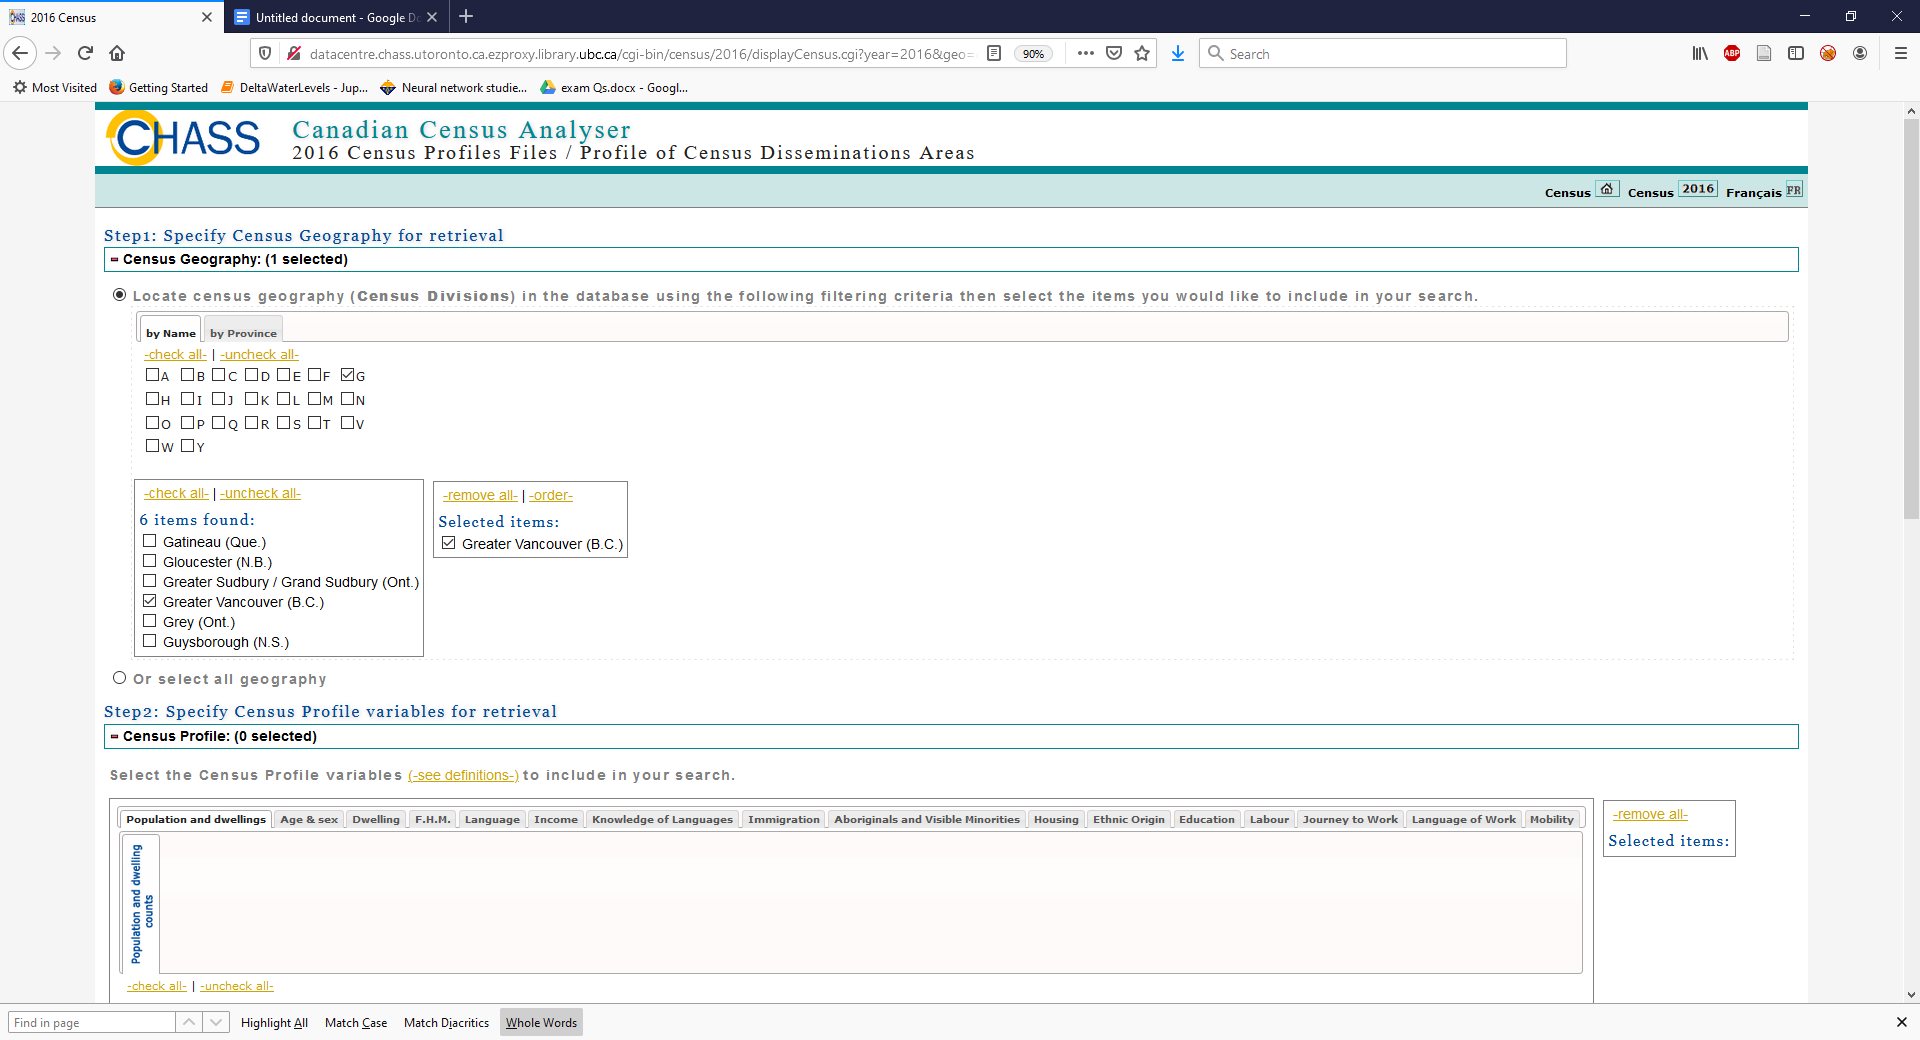 2016 Census
Untitled document - Google Do
datacentre.chass.utoronto.ca.ezproxy.library.ubc.ca/cgi-bin/census/2016/displayCensus.cgi?year=2016&geo=
90%
Search
ABP
Most Visited
Getting Started
DeltaWaterLevels - Jup...
Neural network studie...
exam Qs.docx - Googl...
CHASS
Canadian Census Analyser
2016 Census Profiles Files / Profile of Census Disseminations Areas
Census Census 2016 Français FR
Step1: Specify Census Geography for retrieval
Census Geography: (1 selected)
Locate census geography (Census Divisions) in the database using the following filtering criteria then select the items you would like to include in your search.
by Name by Province
-check all- | -uncheck all-
A B C D E F G
H I J K L M N
O P Q R S T V
W Y
-check all- | -uncheck all-
6 items found:
Gatineau (Que.)
Gloucester (N.B.)
Greater Sudbury / Grand Sudbury (Ont.)
Greater Vancouver (B.C.)
Grey (Ont.)
Guysborough (N.S.)
-remove all- | -order-
Selected items:
Greater Vancouver (B.C.)
Or select all geography
Step2: Specify Census Profile variables for retrieval
Census Profile: (0 selected)
Select the Census Profile variables (-see definitions-) to include in your search.
Population and dwellings Age & sex Dwelling F.H.M. Language Income Knowledge of Languages Immigration Aboriginals and Visible Minorities Housing Ethnic Origin Education Labour Journey to Work Language of Work Mobility
Population and dwelling
counts
-check all- | -uncheck all-
-remove all-
Selected items:
Find in page
Highlight All
Match Case
Match Diacritics
Whole Words